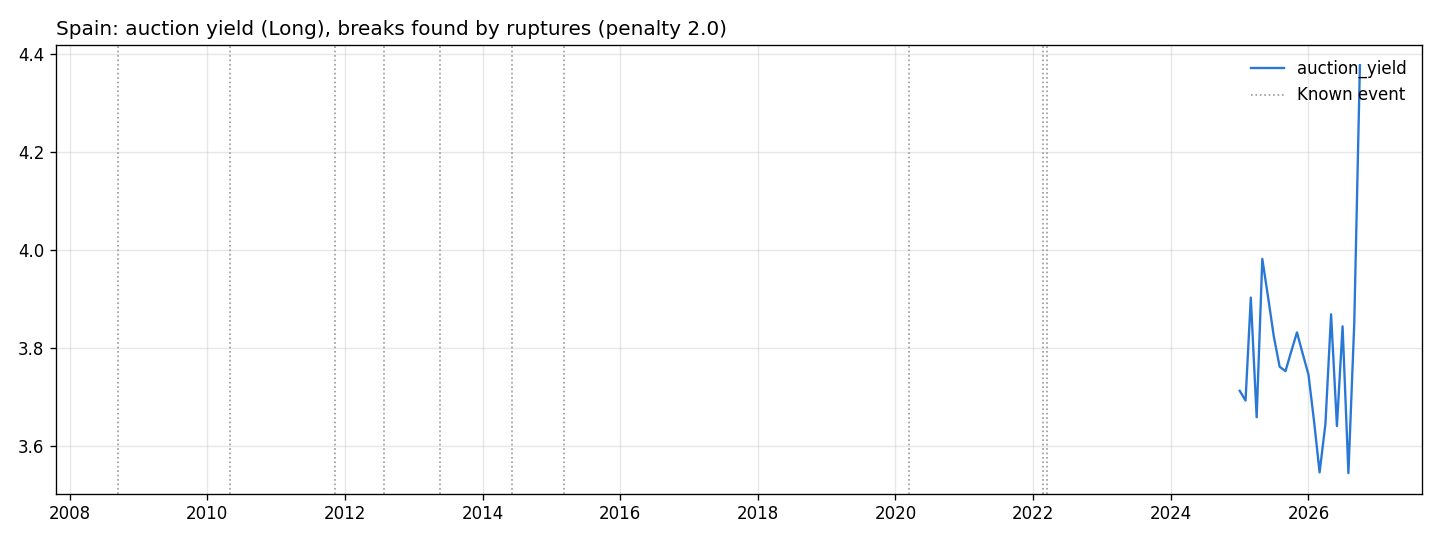 Spain: auction yield (Long), breaks found by ruptures (penalty 2.0)
4.4
4.2
4.0
3.8
3.6
auction_yield
Known event
2008 2010 2012 2014 2016 2018 2020 2022 2024 2026